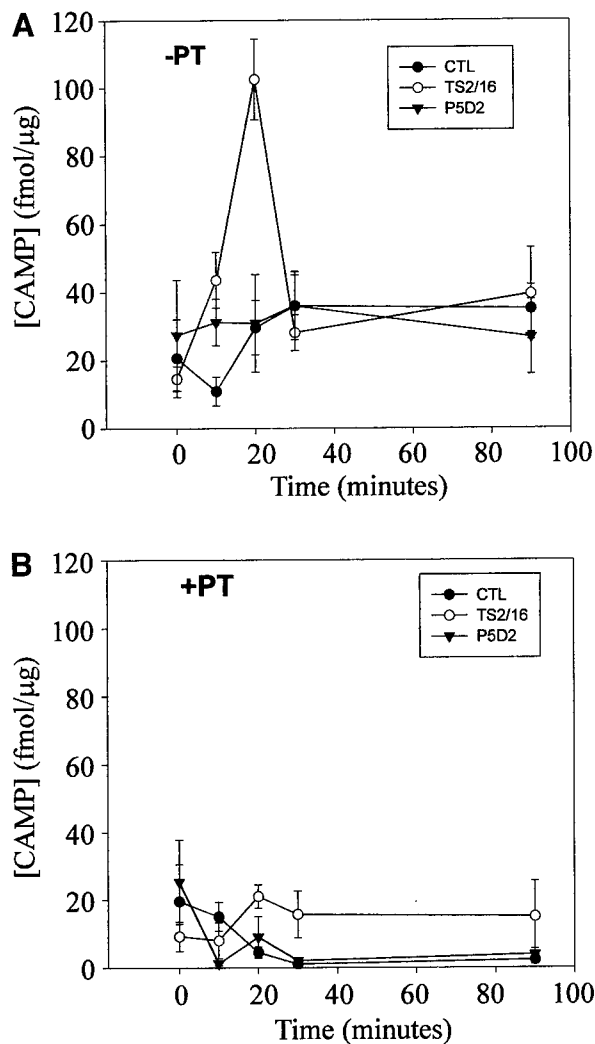 A
-PT
CTL
TS2/16
P5D2
[CAMP] (fmol/µg)
120
100
80
60
40
20
0
0 20 40 60 80 100
Time (minutes)
B
+PT
CTL
TS2/16
P5D2
[CAMP] (fmol/µg)
120
100
80
60
40
20
0
0 20 40 60 80 100
Time (minutes)